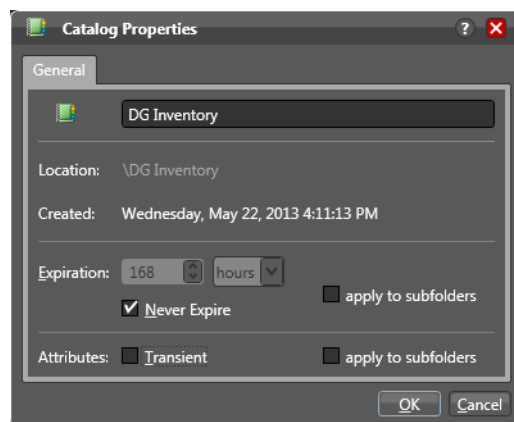 Catalog Properties ?
General
DG Inventory
Location: \DG Inventory
Created: Wednesday, May 22, 2013 4:11:13 PM
Expiration: 168 hours
Never Expire apply to subfolders
Attributes: Transient apply to subfolders
OK Cancel